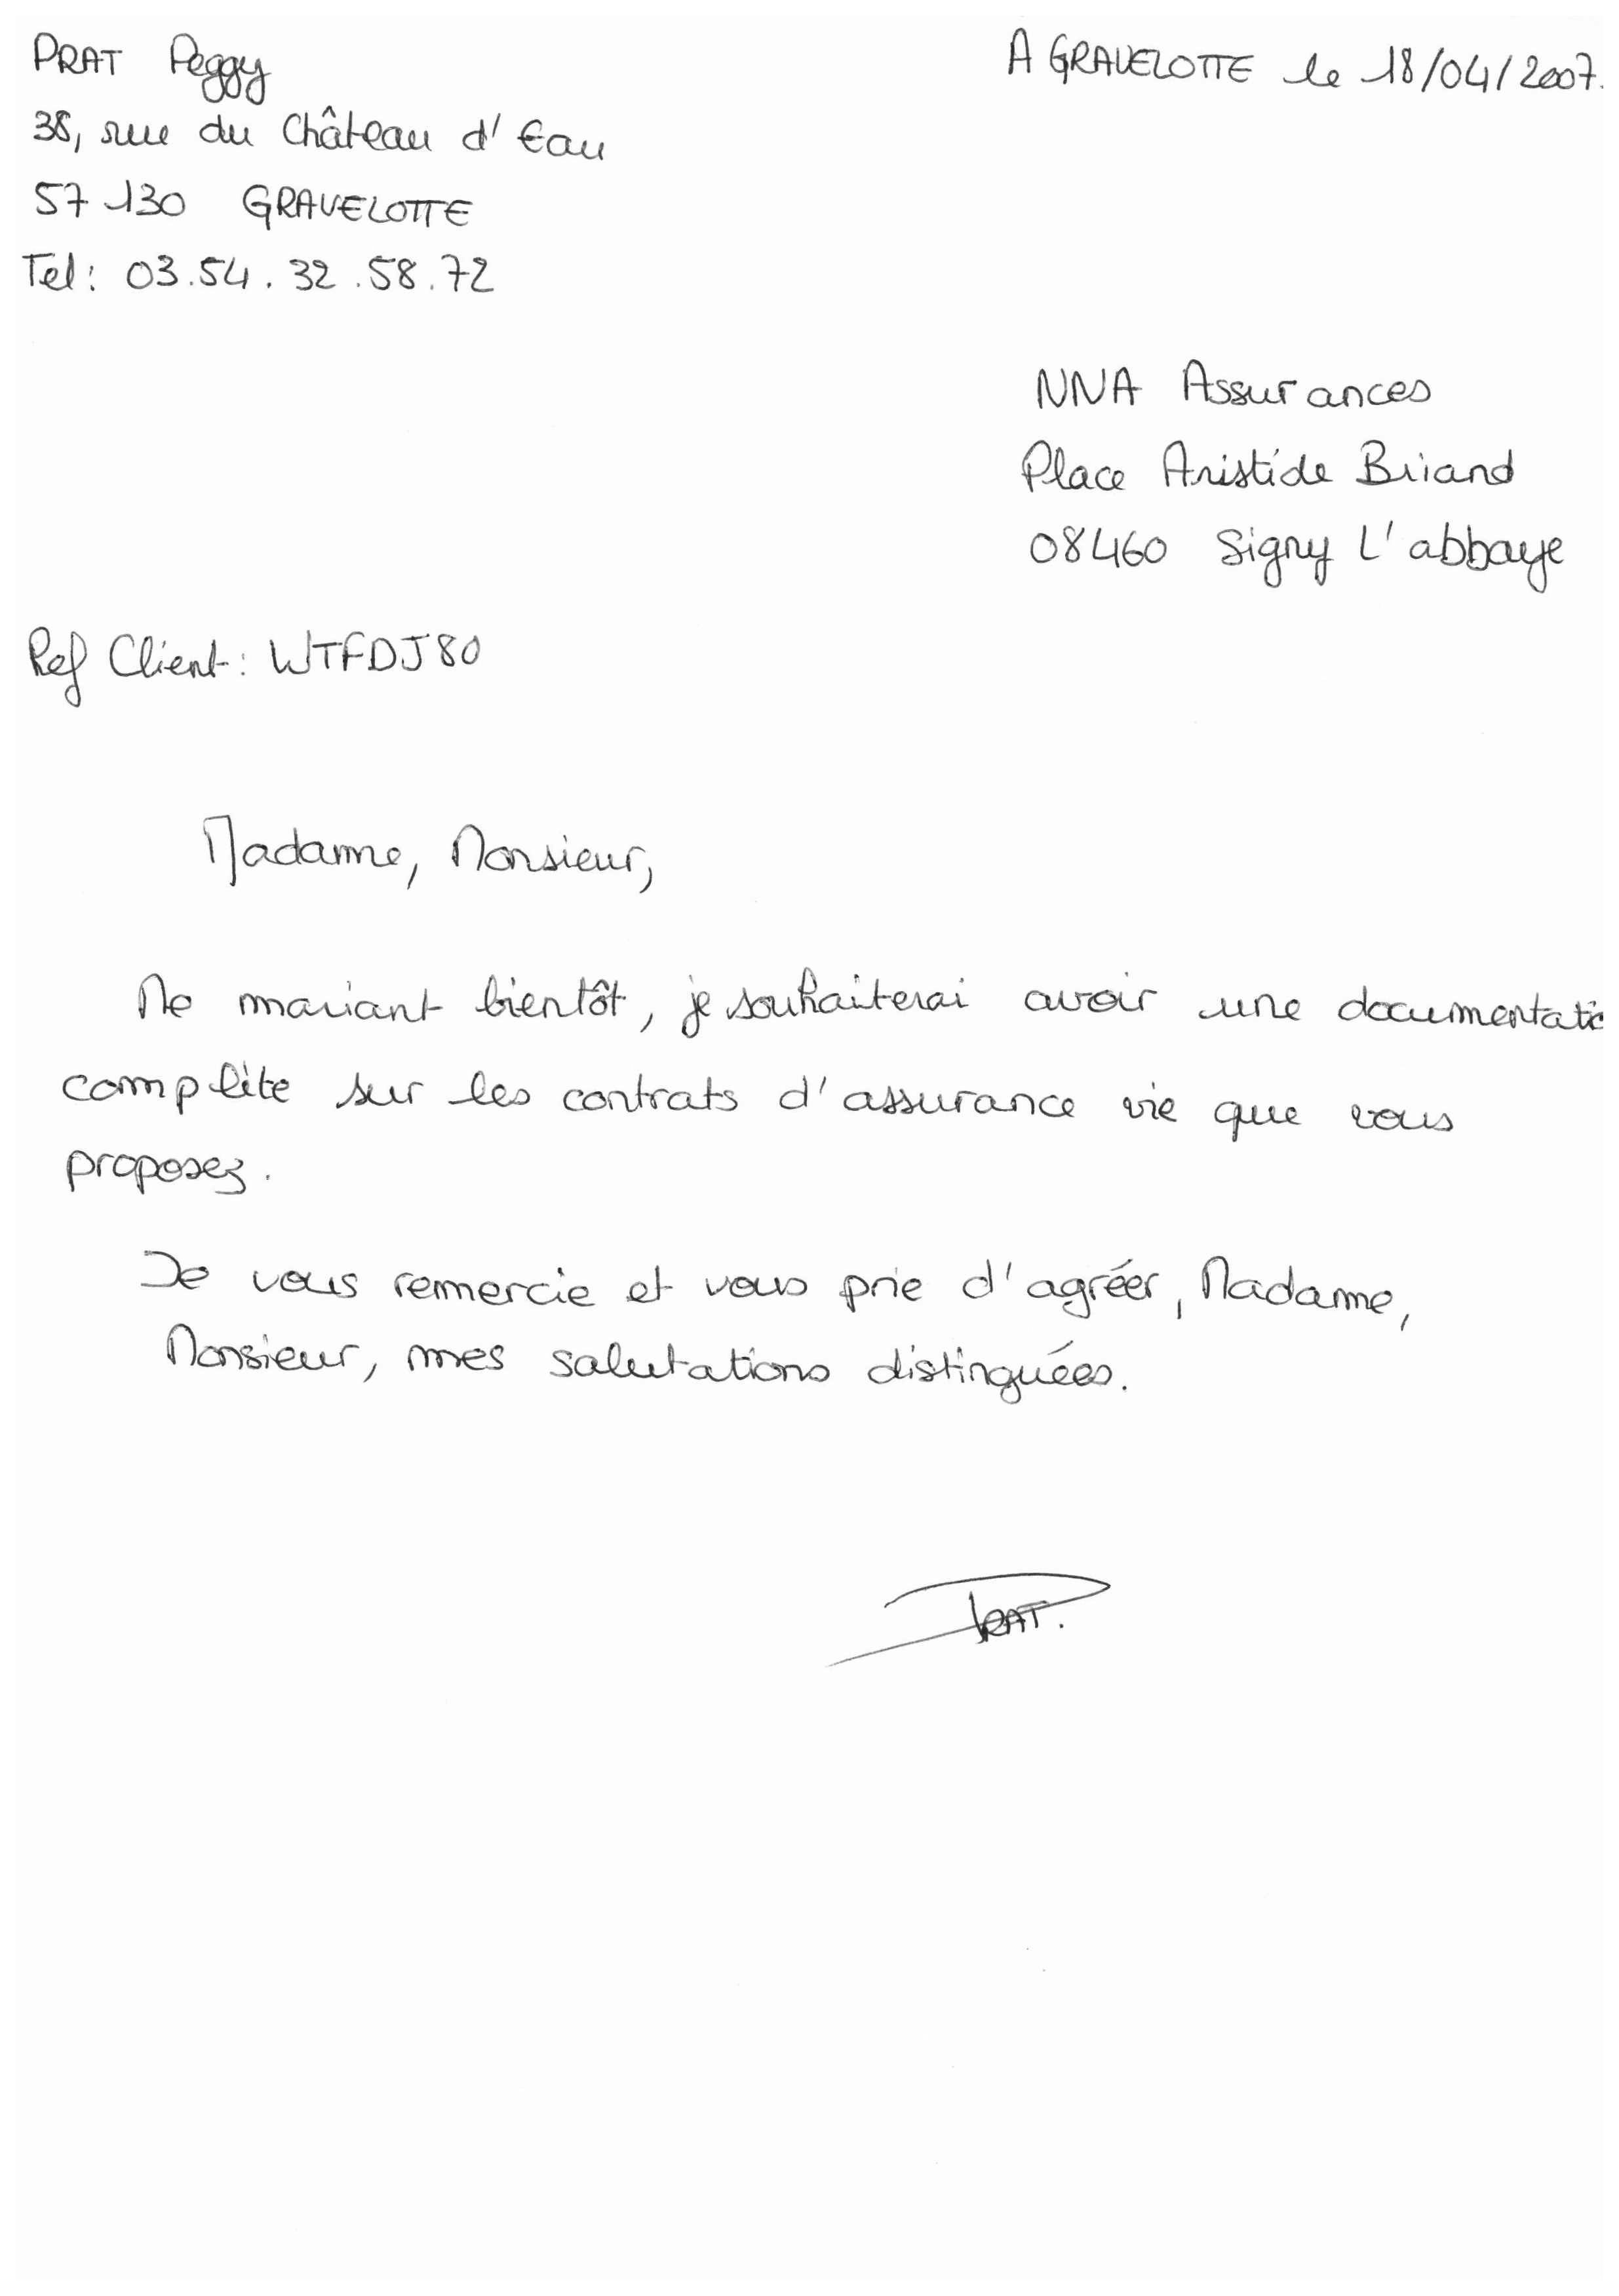 PRAT Peggy
A GRAVELOTTE le 18/04/2007.
38, rue du Château d'Eau
57130 GRAVELOTTE
Tel: 03.54.32.58.72
NNA Assurances
Place Aristide Briand
08460 Signy L'abbaye
Ref Client: WTFDJ80
Madame, Monsieur,
Me mariant bientôt, je souhaiterai avoir une documentatio
complète sur les contrats d'assurance vie que vous
proposez.
Je vous remercie et vous prie d'agréer, Madame,
Monsieur, mes salutations distinguées.
PRAT.